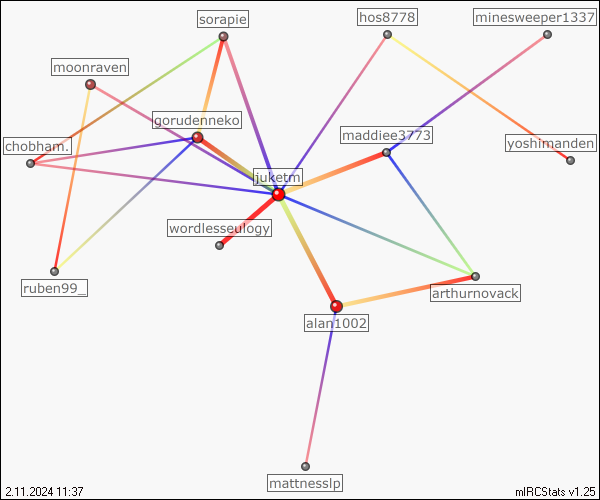 sorapie
hos8778
minesweeper1337
moonraven
gorudenneko
maddiee3773
chobham.
yoshimanden
juketm
wordlesseulogy
ruben99_
arthurnovack
alan1002
mattnesslp
2.11.2024 11:37
mIRCStats v1.25